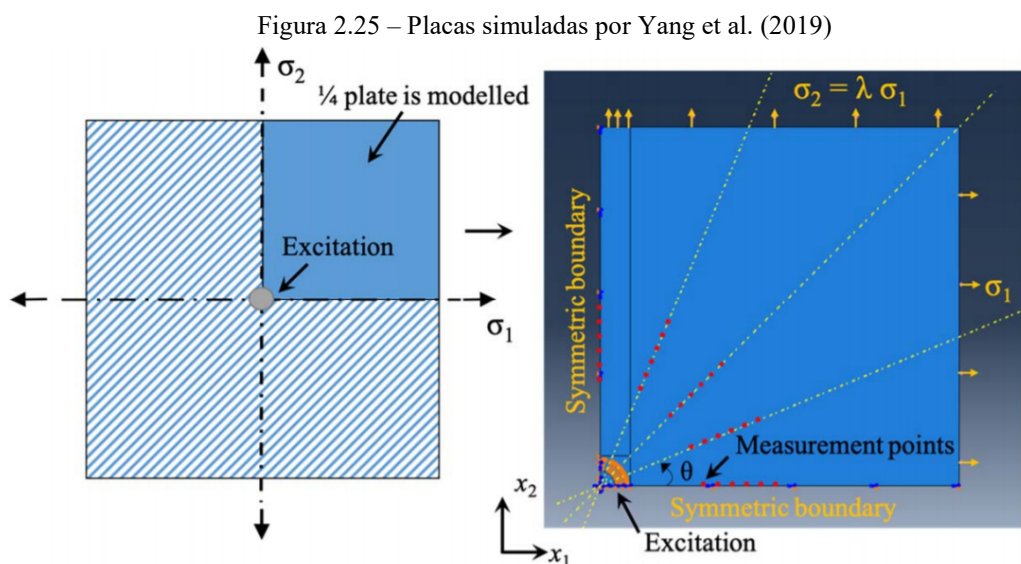 Figura 2.25 – Placas simuladas por Yang et al. (2019)
σ2
¼ plate is modelled
Excitation
σ1
σ2 = λ σ1
Symmetric boundary
σ1
Measurement points
θ
x2
Symmetric boundary
Excitation
x1